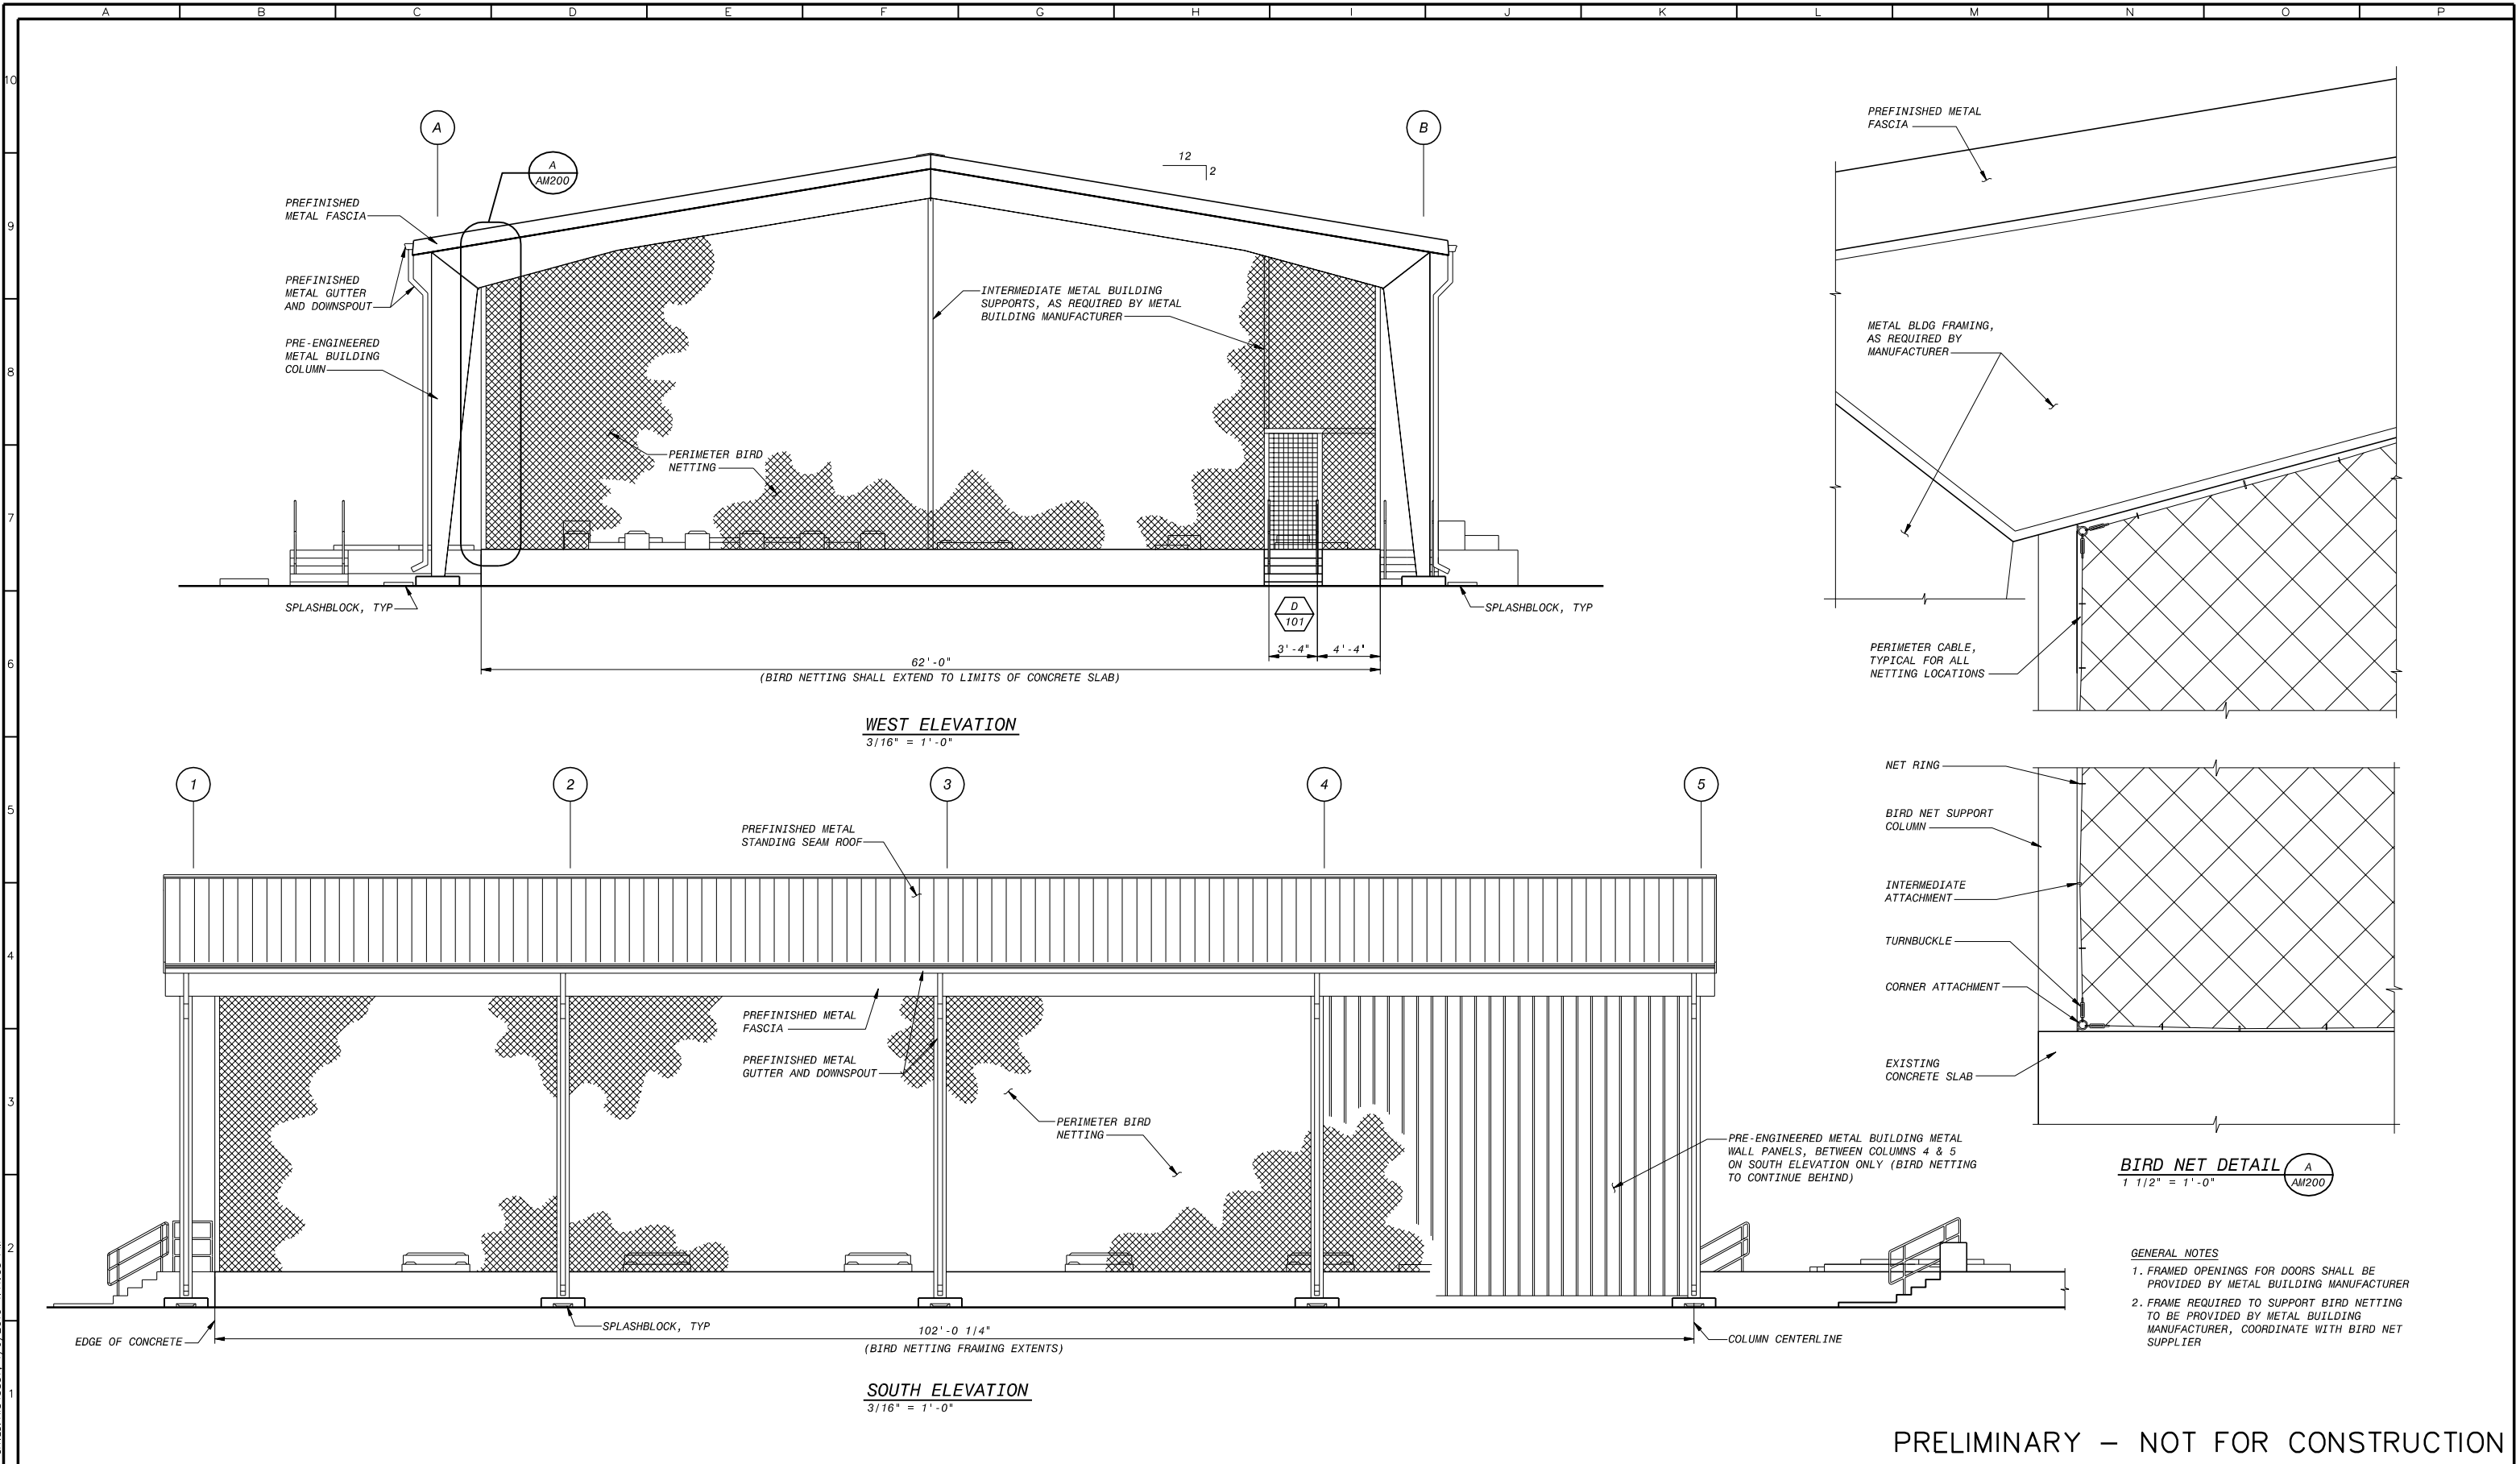 A B C D E F G H I J K L M N O P
10
9
8
7
6
5
4
3
2
1
A
B
A
AM200
12
2
PREFINISHED
METAL FASCIA
PREFINISHED
METAL GUTTER
AND DOWNSPOUT
PRE-ENGINEERED
METAL BUILDING
COLUMN
INTERMEDIATE METAL BUILDING
SUPPORTS, AS REQUIRED BY METAL
BUILDING MANUFACTURER
PERIMETER BIRD
NETTING
SPLASHBLOCK, TYP
SPLASHBLOCK, TYP
D
101
3'-4" 4'-4"
62'-0"
(BIRD NETTING SHALL EXTEND TO LIMITS OF CONCRETE SLAB)
WEST ELEVATION
3/16" = 1'-0"
1 2 3 4 5
PREFINISHED METAL
STANDING SEAM ROOF
PREFINISHED METAL
FASCIA
PREFINISHED METAL
GUTTER AND DOWNSPOUT
PERIMETER BIRD
NETTING
PRE-ENGINEERED METAL BUILDING METAL
WALL PANELS, BETWEEN COLUMNS 4 & 5
ON SOUTH ELEVATION ONLY (BIRD NETTING
TO CONTINUE BEHIND)
EDGE OF CONCRETE
SPLASHBLOCK, TYP
102'-0 1/4"
(BIRD NETTING FRAMING EXTENTS)
COLUMN CENTERLINE
SOUTH ELEVATION
3/16" = 1'-0"
PREFINISHED METAL
FASCIA
METAL BLDG FRAMING,
AS REQUIRED BY
MANUFACTURER
PERIMETER CABLE,
TYPICAL FOR ALL
NETTING LOCATIONS
NET RING
BIRD NET SUPPORT
COLUMN
INTERMEDIATE
ATTACHMENT
TURNBUCKLE
CORNER ATTACHMENT
EXISTING
CONCRETE SLAB
BIRD NET DETAIL
1 1/2" = 1'-0"
A
AM200
GENERAL NOTES
1. FRAMED OPENINGS FOR DOORS SHALL BE
PROVIDED BY METAL BUILDING MANUFACTURER
2. FRAME REQUIRED TO SUPPORT BIRD NETTING
TO BE PROVIDED BY METAL BUILDING
MANUFACTURER, COORDINATE WITH BIRD NET
SUPPLIER
PRELIMINARY – NOT FOR CONSTRUCTION